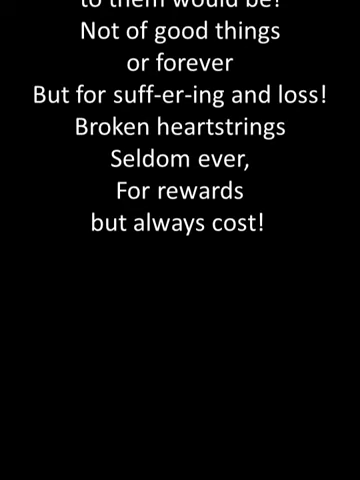 to them would be!
Not of good things
or forever
But for suff-er-ing and loss!
Broken heartstrings
Seldom ever,
For rewards
but always cost!